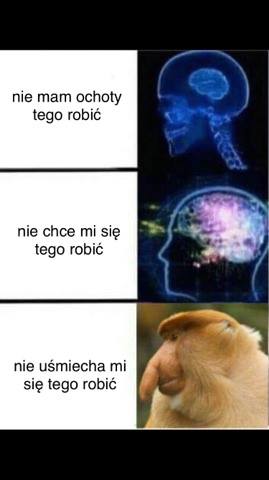 nie mam ochoty
tego robić
nie chce mi się
tego robić
nie uśmiecha mi
się tego robić